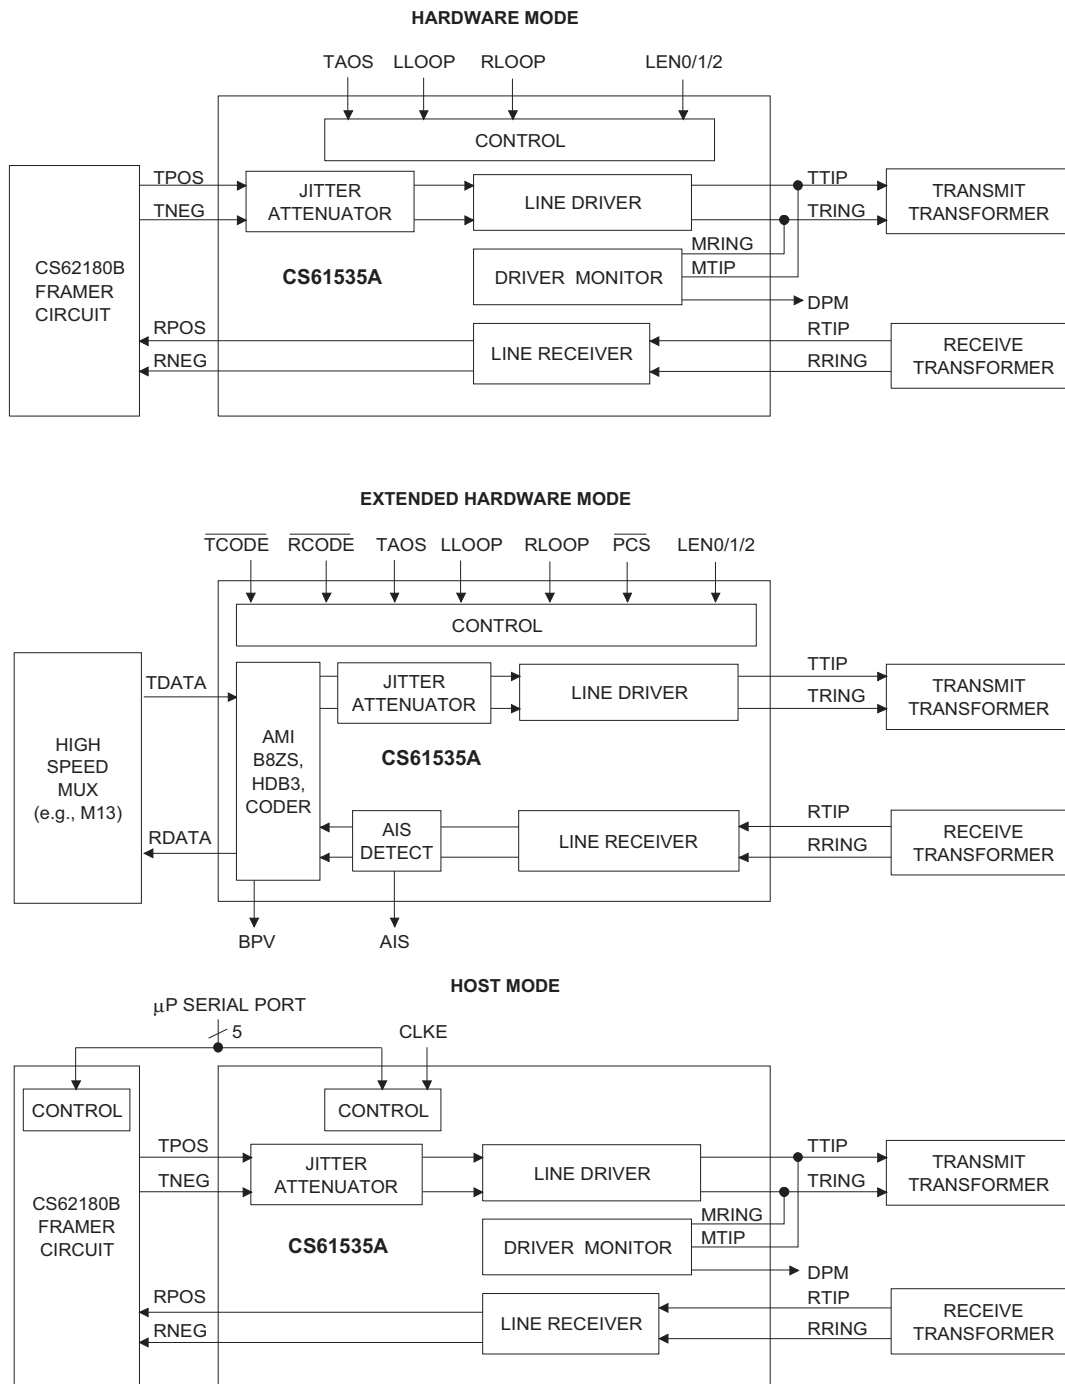 HARDWARE MODE
TAOS LLOOP RLOOP LEN0/1/2
CONTROL
CS62180B
FRAMER
CIRCUIT
TPOS
TNEG
RPOS
RNEG
JITTER
ATTENUATOR
LINE DRIVER
CS61535A
DRIVER MONITOR
LINE RECEIVER
MRING
MTIP
TTIP
TRING
DPM
RTIP
RRING
TRANSMIT
TRANSFORMER
RECEIVE
TRANSFORMER
EXTENDED HARDWARE MODE
TCODE RCODE TAOS LLOOP RLOOP PCS LEN0/1/2
CONTROL
HIGH
SPEED
MUX
(e.g., M13)
TDATA
RDATA
AMI
B8ZS,
HDB3,
CODER
JITTER
ATTENUATOR
LINE DRIVER
CS61535A
AIS
DETECT
LINE RECEIVER
TTIP
TRING
RTIP
RRING
TRANSMIT
TRANSFORMER
RECEIVE
TRANSFORMER
BPV AIS
HOST MODE
μP SERIAL PORT
5 CLKE
CONTROL
CONTROL
CS62180B
FRAMER
CIRCUIT
TPOS
TNEG
RPOS
RNEG
JITTER
ATTENUATOR
LINE DRIVER
CS61535A
DRIVER MONITOR
LINE RECEIVER
MRING
MTIP
TTIP
TRING
DPM
RTIP
RRING
TRANSMIT
TRANSFORMER
RECEIVE
TRANSFORMER